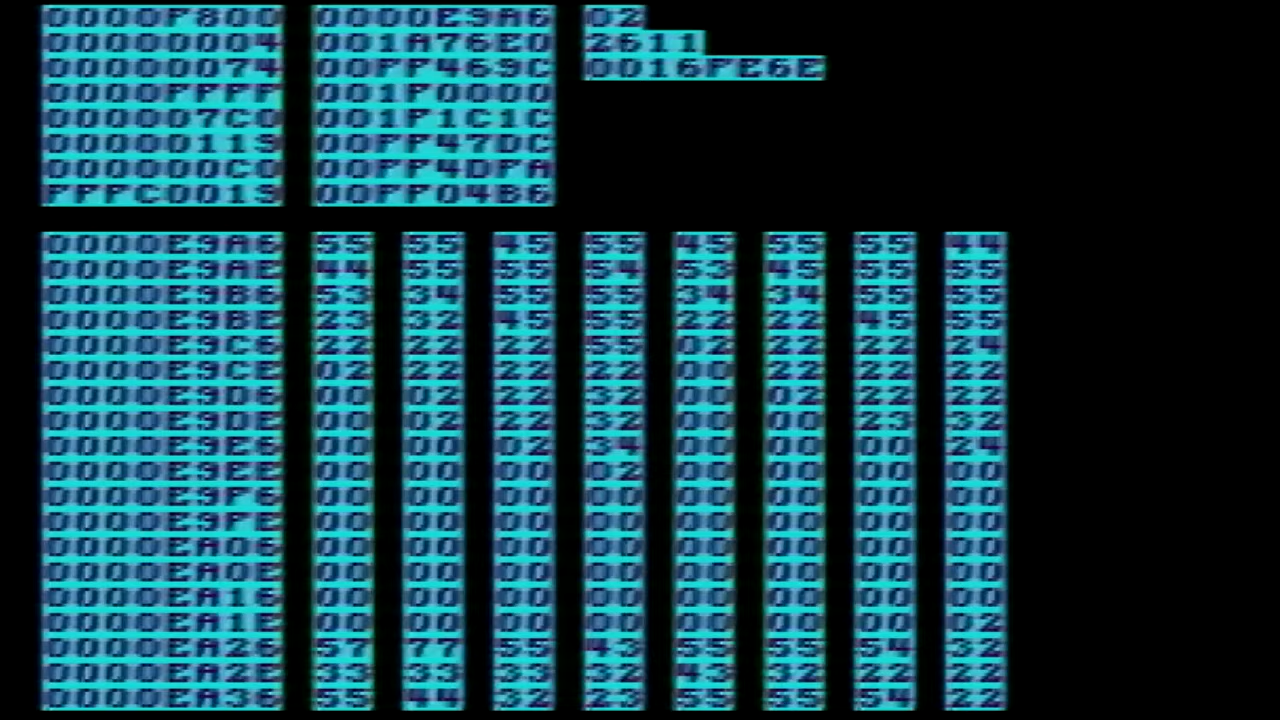 0000F800 0000E9A6 02
00000004 001A76E0 2611
00000074 00FF469C 0016FE6E
0000FFFF 001F0000
000007C0 001F1C1C
00000119 00FF47DC
000000C0 00FF4DFA
FFFC0019 00FF04B6
0000E9A6 55 55 45 55 45 55 55 44
0000E9AE 44 55 55 54 53 45 55 55
0000E9B6 53 34 55 55 34 34 55 55
0000E9BE 23 32 45 55 22 22 45 55
0000E9C6 22 22 22 55 02 22 22 24
0000E9CE 02 22 22 22 00 22 22 22
0000E9D6 00 02 22 32 00 02 22 22
0000E9DE 00 02 22 32 00 00 23 32
0000E9E6 00 00 02 34 00 00 00 24
0000E9EE 00 00 00 02 00 00 00 00
0000E9F6 00 00 00 00 00 00 00 00
0000E9FE 00 00 00 00 00 00 00 00
0000EA06 00 00 00 00 00 00 00 00
0000EA0E 00 00 00 00 00 00 00 00
0000EA16 00 00 00 00 00 00 00 00
0000EA1E 00 00 00 00 00 00 00 02
0000EA26 57 77 55 43 55 55 54 32
0000EA2E 33 33 33 32 43 32 22 22
0000EA36 55 44 32 23 55 55 54 22